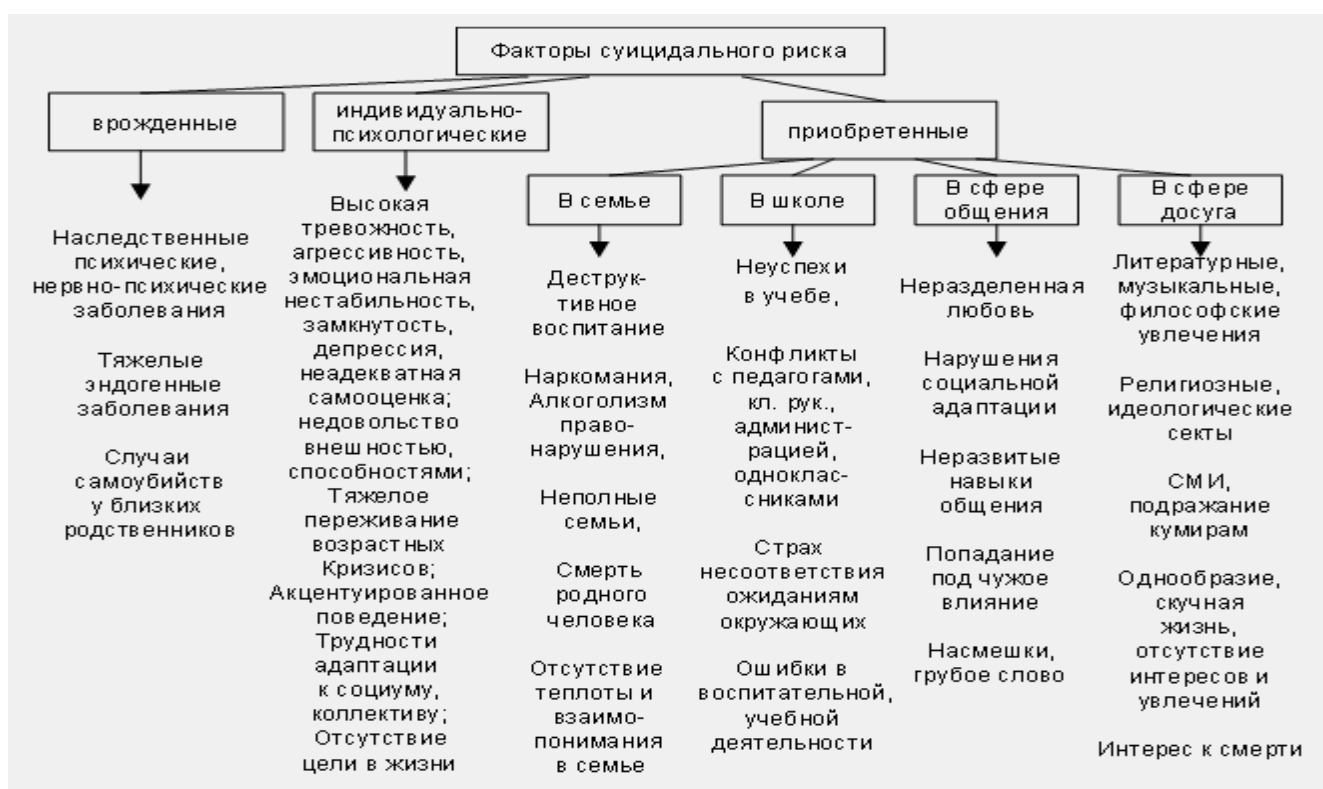 Факторы суицидального риска
врожденные
индивидуально-
психологические
приобретенные
В семье
В школе
В сфере
общения
В сфере
досуга
Наследственные
психические,
нервно-психические
заболевания
Тяжелые
эндогенные
заболевания
Случаи
самоубийств
у близких
родственников
Высокая
тревожность,
агрессивность,
эмоциональная
нестабильность,
замкнутость,
депрессия,
неадекватная
самооценка;
недовольство
внешностью,
способностями;
Тяжелое
переживание
возрастных
Кризисов;
Акцентуированное
поведение;
Трудности
адаптации
к социуму,
коллективу;
Отсутствие
цели в жизни
Деструк-
тивное
воспитание
Наркомания,
Алкоголизм
право-
нарушения,
Неполные
семьи,
Смерть
родного
человека
Отсутствие
теплоты и
взаимо-
понимания
в семье
Неуспехи
в учебе,
Конфликты
с педагогами,
кл. рук.,
админист-
рацией,
одноклас-
сниками
Страх
несоответствия
ожиданиям
окружающих
Ошибки в
воспитательной,
учебной
деятельности
Неразделенная
любовь
Нарушения
социальной
адаптации
Неразвитые
навыки
общения
Попадание
под чужое
влияние
Насмешки,
грубое слово
Литературные,
музыкальные,
философские
увлечения
Религиозные,
идеологические
секты
СМИ,
подражание
кумирам
Однообразие,
скучная
жизнь,
отсутствие
интересов и
увлечений
Интерес к смерти